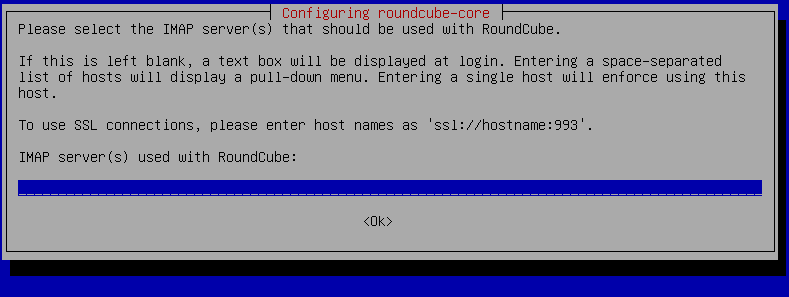 Configuring roundcube-core
Please select the IMAP server(s) that should be used with RoundCube.
If this is left blank, a text box will be displayed at login. Entering a space-separated
list of hosts will display a pull-down menu. Entering a single host will enforce using this
host.
To use SSL connections, please enter host names as 'ssl://hostname:993'.
IMAP server(s) used with RoundCube:
<Ok>